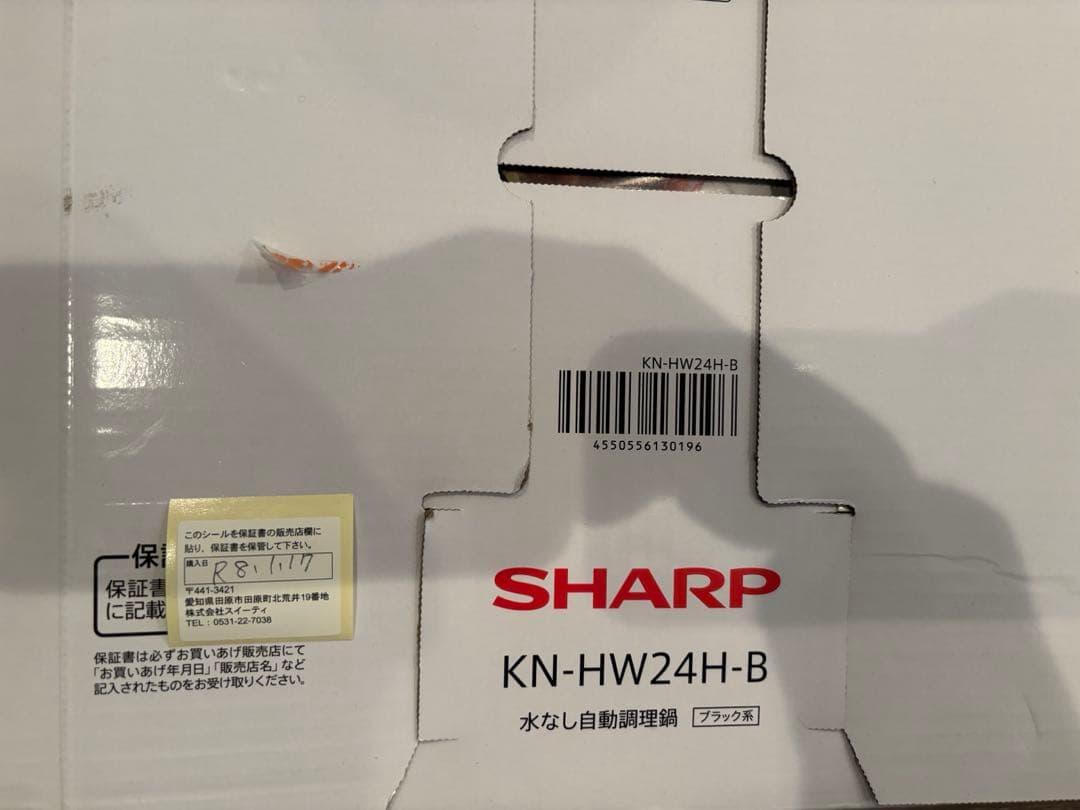 KN-HW24H-B
4550556130196
このシールを保証書の販売店欄に
貼り、保証書を保管して下さい。
購入日 R8.1.17
〒441-3421
愛知県田原市田原町北荒井19番地
株式会社スイーティ
TEL：0531-22-7038
保
保証書
に記載
保証書は必ずお買いあげ販売店にて
「お買いあげ年月日」「販売店名」など
記入されたものをお受け取りください。
SHARP
KN-HW24H-B
水なし自動調理鍋 ブラック系